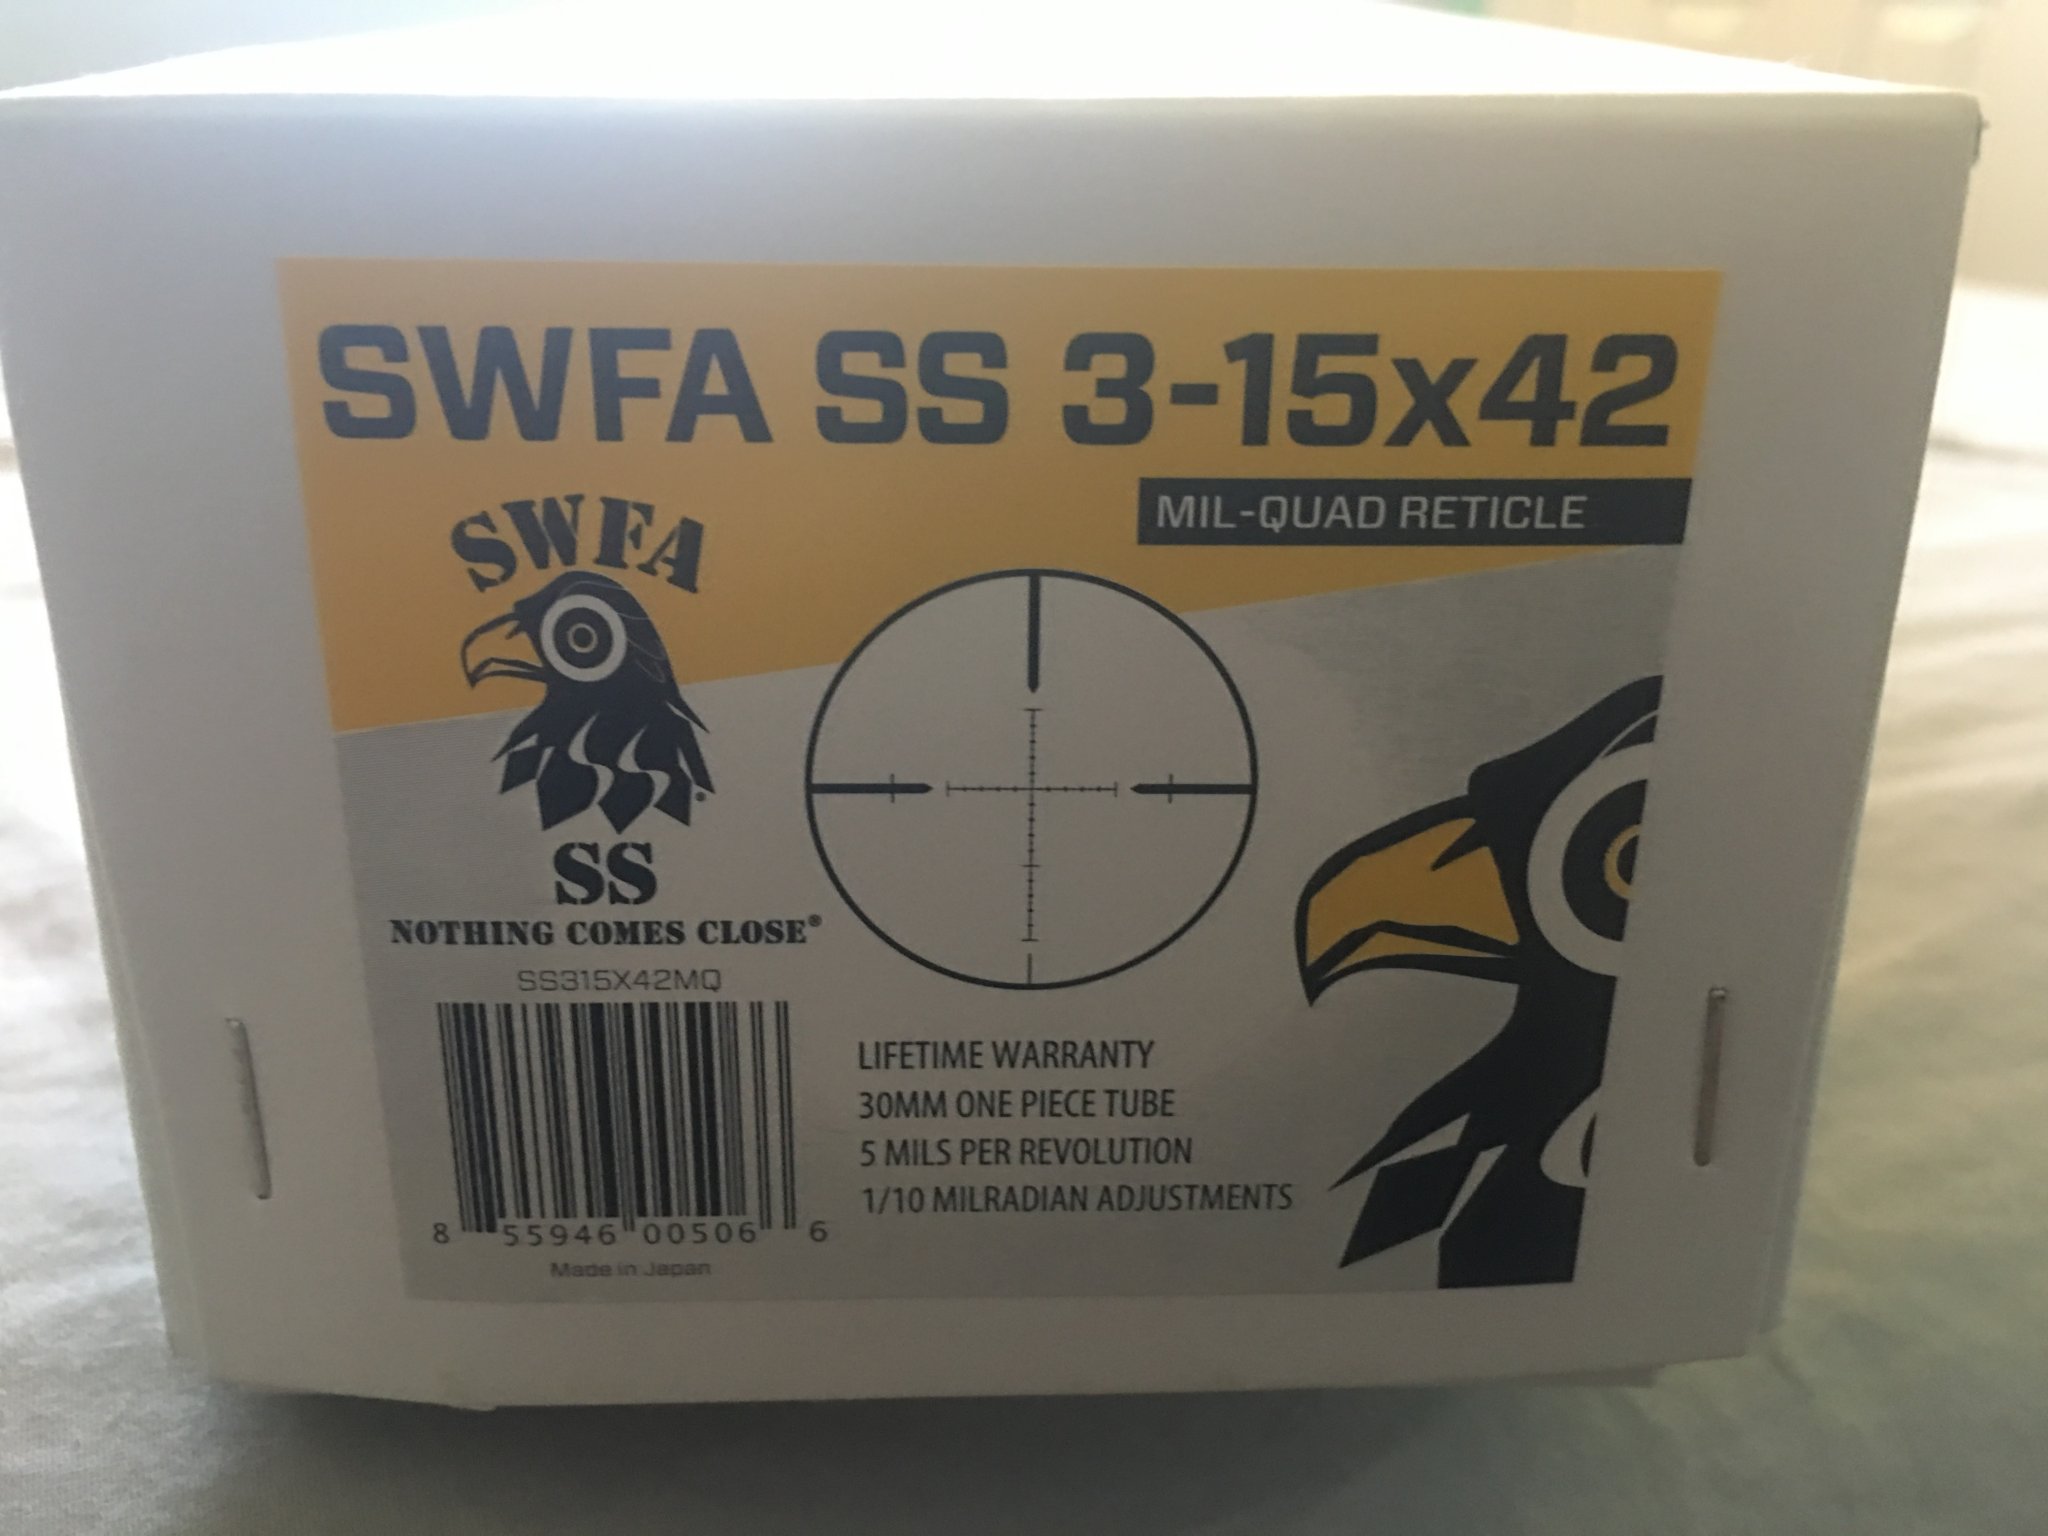 SWFA SS 3-15x42
MIL-QUAD RETICLE
SWFA
SS
SS
NOTHING COMES CLOSE®
SS315X42MQ
LIFETIME WARRANTY
30MM ONE PIECE TUBE
5 MILS PER REVOLUTION
1/10 MILRADIAN ADJUSTMENTS
8 55946 00506 6
Made in Japan